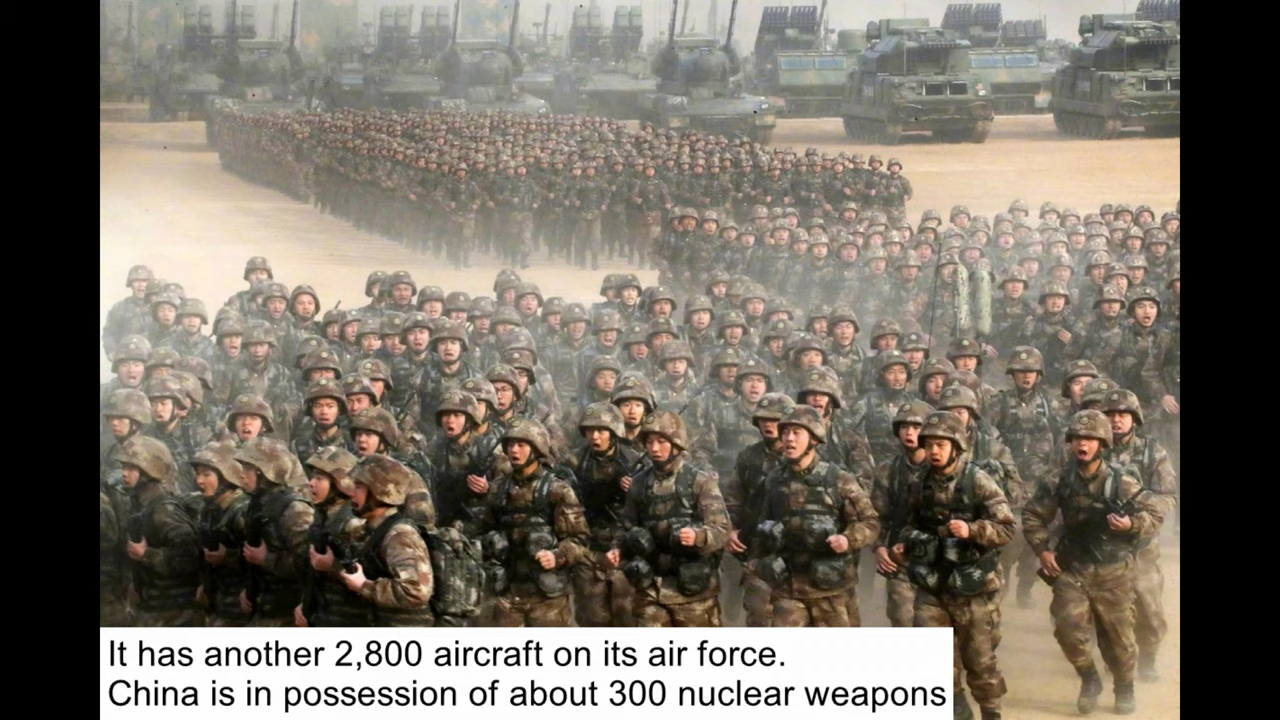 It has another 2,800 aircraft on its air force.
China is in possession of about 300 nuclear weapons